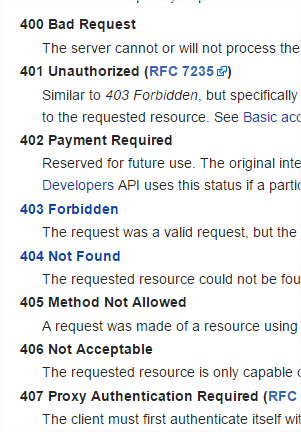 400 Bad Request
The server cannot or will not process the
401 Unauthorized (RFC 7235)
Similar to 403 Forbidden, but specifically
to the requested resource. See Basic acc
402 Payment Required
Reserved for future use. The original inte
Developers API uses this status if a partic
403 Forbidden
The request was a valid request, but the
404 Not Found
The requested resource could not be fou
405 Method Not Allowed
A request was made of a resource using
406 Not Acceptable
The requested resource is only capable o
407 Proxy Authentication Required (RFC
The client must first authenticate itself wit